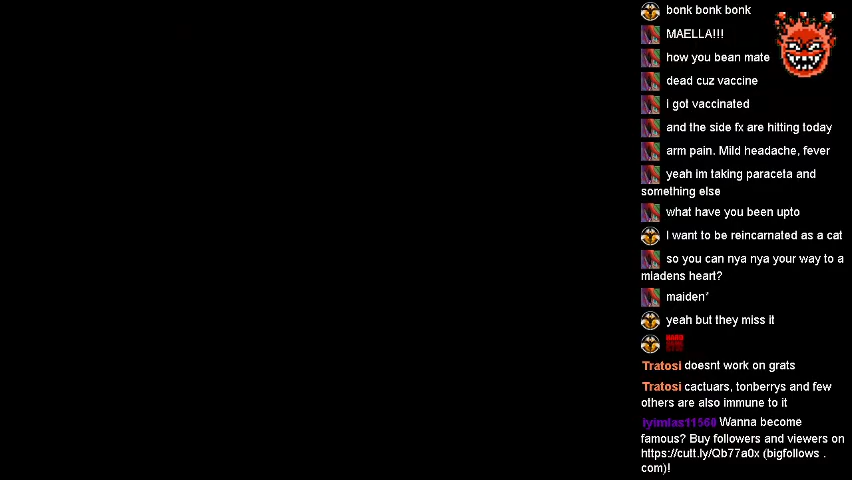 bonk bonk bonk
MAELLA!!!
how you bean mate
dead cuz vaccine
I got vaccinated
and the side fx are hitting today
arm pain. Mild headache, fever
yeah im taking paraceta and
something else
what have you been upto
I want to be reincarnated as a cat
so you can nya nya your way to a
mladens heart?
maiden*
yeah but they miss it
Tratosi doesnt work on grats
Tratosi cactuars, tonberrys and few
others are also immune to it
lyimlas11560 Wanna become
famous? Buy followers and viewers on
https://cutt.ly/Qb77a0x (bigfollows .
com)!